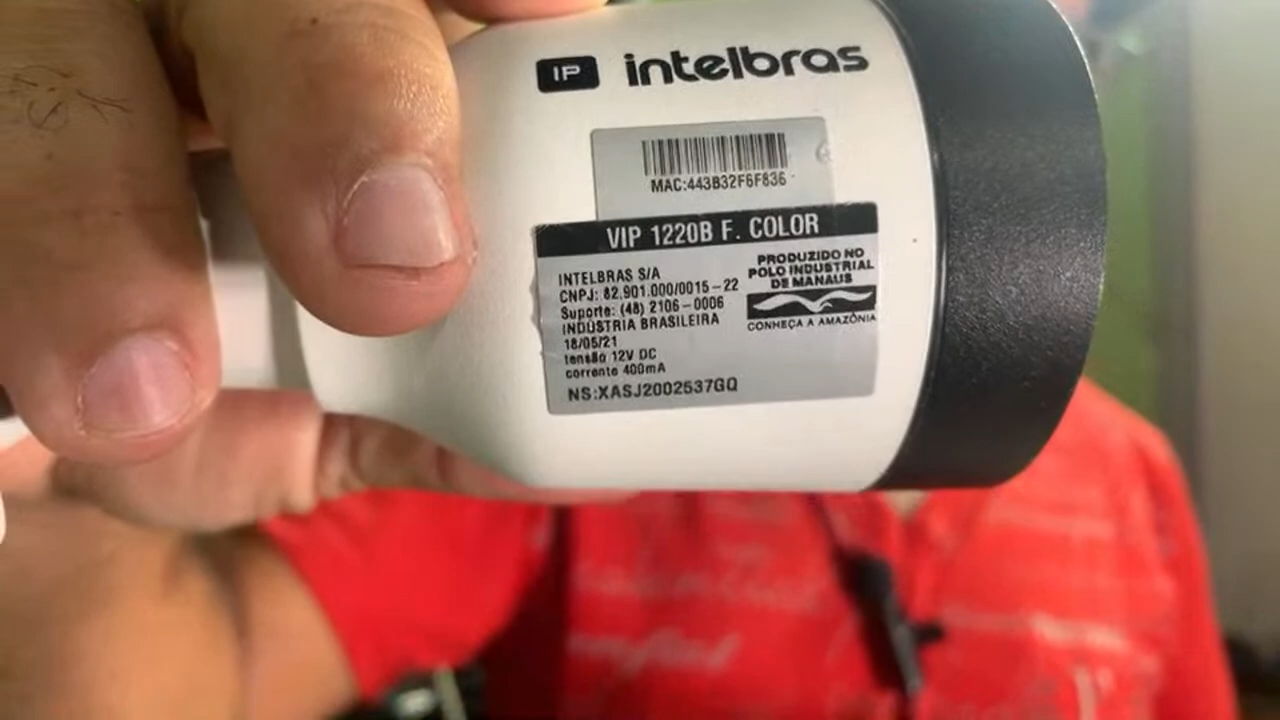 IP intelbras
MAC:443B32F6F836
VIP 1220B F. COLOR
INTELBRAS S/A
CNPJ: 82.901.000/0015-22
Suporte: (48) 2106-0006
INDÚSTRIA BRASILEIRA
18/05/21
tensão 12V DC
corrente 400mA
NS:XASJ2002537GQ
PRODUZIDO NO
POLO INDUSTRIAL
DE MANAUS
CONHEÇA A AMAZÔNIA